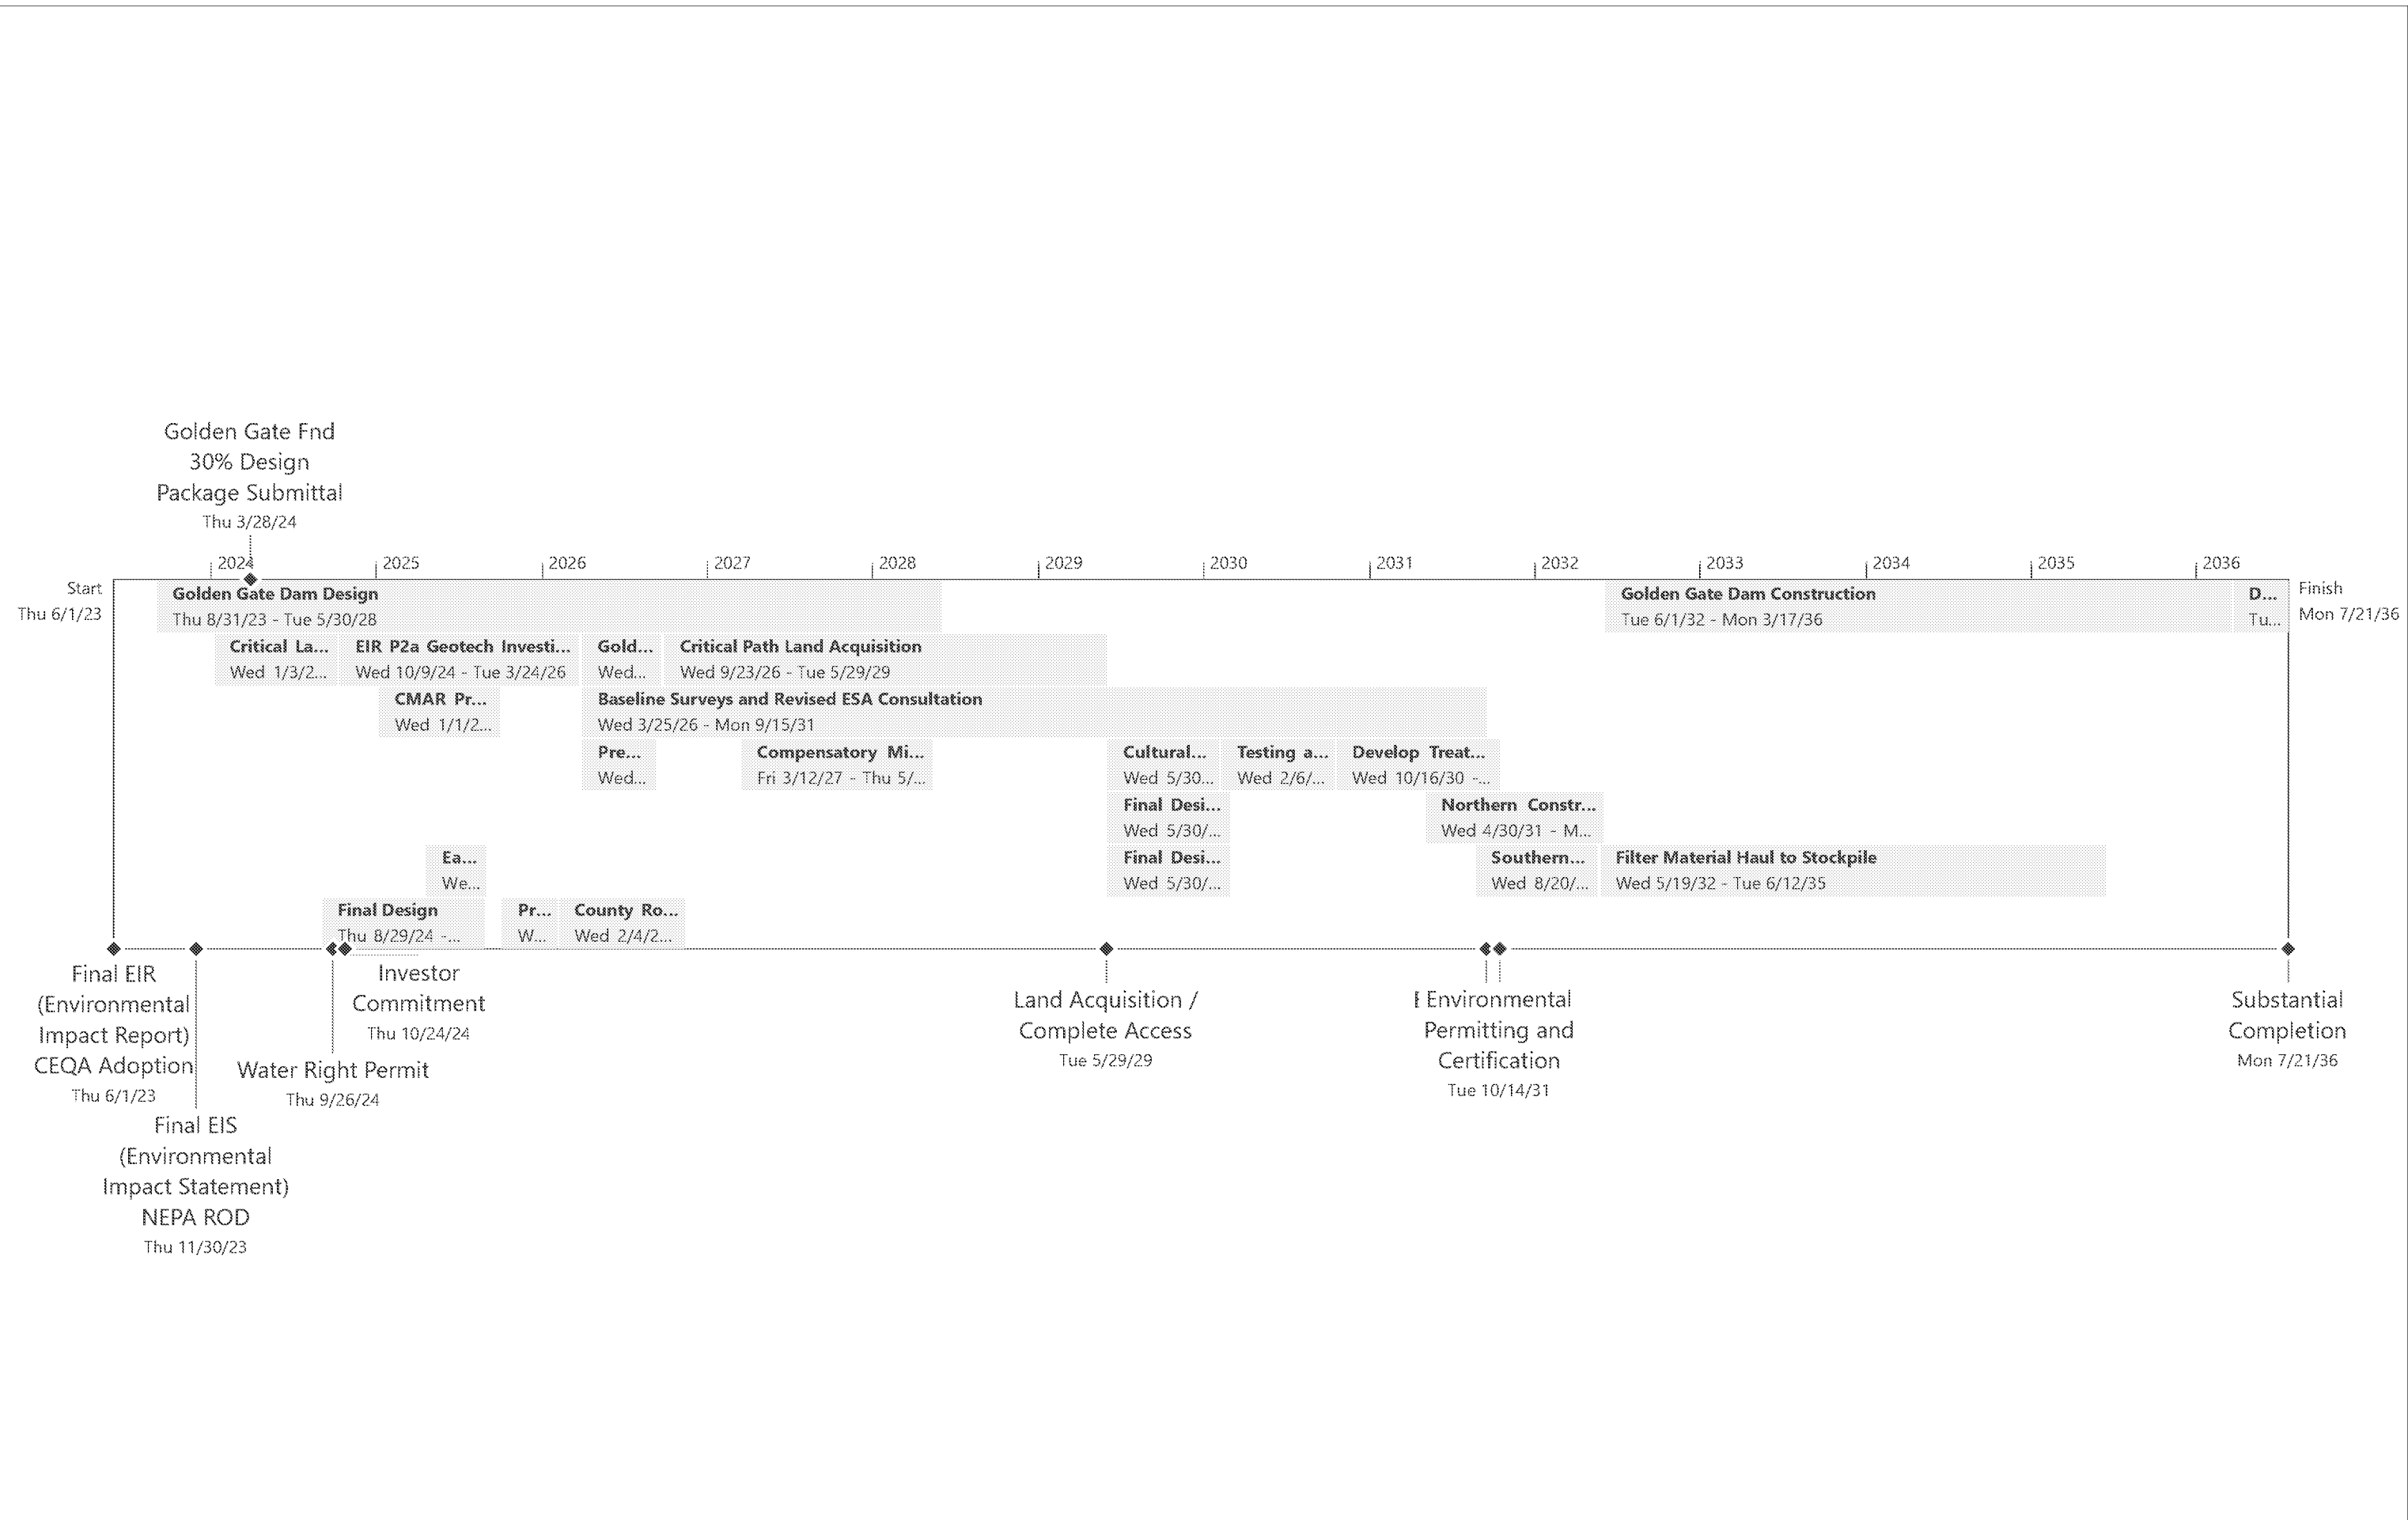 Golden Gate Fnd
30% Design
Package Submittal
Thu 3/28/24
2024 2025 2026 2027 2028 2029 2030 2031 2032 2033 2034 2035 2036
Start
Thu 6/1/23
Golden Gate Dam Design
Thu 8/31/23 - Tue 5/30/28
Golden Gate Dam Construction
Tue 6/1/32 - Mon 3/17/36
D...
Tu...
Finish
Mon 7/21/36
Critical La...
Wed 1/3/2...
EIR P2a Geotech Investi...
Wed 10/9/24 - Tue 3/24/26
Gold...
Wed...
Critical Path Land Acquisition
Wed 9/23/26 - Tue 5/29/29
CMAR Pr...
Wed 1/1/2...
Baseline Surveys and Revised ESA Consultation
Wed 3/25/26 - Mon 9/15/31
Pre...
Wed...
Compensatory Mi...
Fri 3/12/27 - Thu 5/...
Cultural...
Wed 5/30...
Testing a...
Wed 2/6/...
Develop Treat...
Wed 10/16/30 -...
Final Desi...
Wed 5/30/...
Northern Constr...
Wed 4/30/31 - M...
Ea...
We...
Final Desi...
Wed 5/30/...
Southern...
Wed 8/20/...
Filter Material Haul to Stockpile
Wed 5/19/32 - Tue 6/12/35
Final Design
Thu 8/29/24 -...
Pr...
W...
County Ro...
Wed 2/4/2...
Final EIR
(Environmental
Impact Report)
CEQA Adoption
Thu 6/1/23
Final EIS
(Environmental
Impact Statement)
NEPA ROD
Thu 11/30/23
Water Right Permit
Thu 9/26/24
Investor
Commitment
Thu 10/24/24
Land Acquisition /
Complete Access
Tue 5/29/29
Environmental
Permitting and
Certification
Tue 10/14/31
Substantial
Completion
Mon 7/21/36